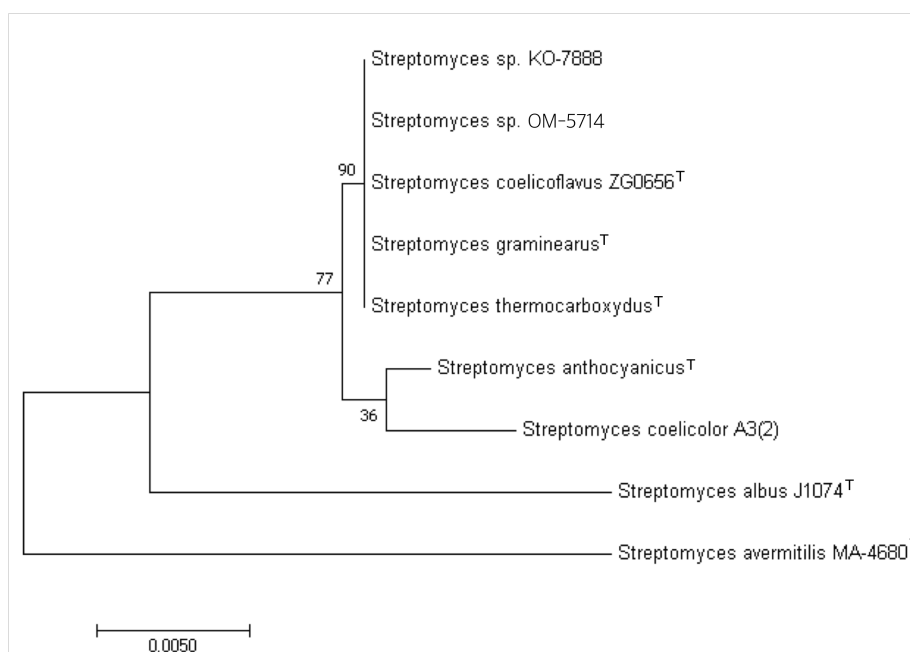 Streptomyces sp. KO-7888
Streptomyces sp. OM-5714
90
Streptomyces coelicoflavus ZG0656ᵀ
Streptomyces graminearusᵀ
77
Streptomyces thermocarboxydusᵀ
Streptomyces anthocyanicusᵀ
36
Streptomyces coelicolor A3(2)
Streptomyces albus J1074ᵀ
Streptomyces avermitilis MA-4680
0.0050